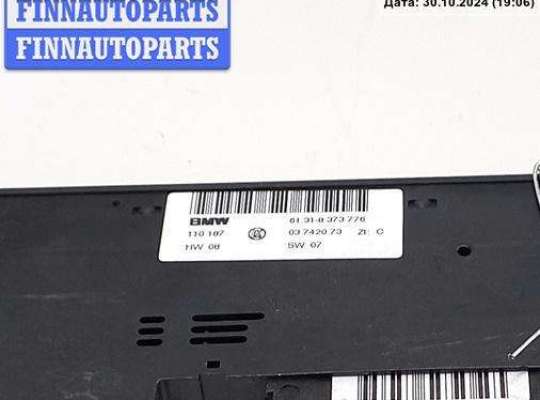 FINNAUTOPARTS
FINNAUTOPARTS
Дата: 30.10.2024 (19:06)
BMW 61.31-8 373 776
110 187 03 7420 73 ZI: C
HW 08 SW 07